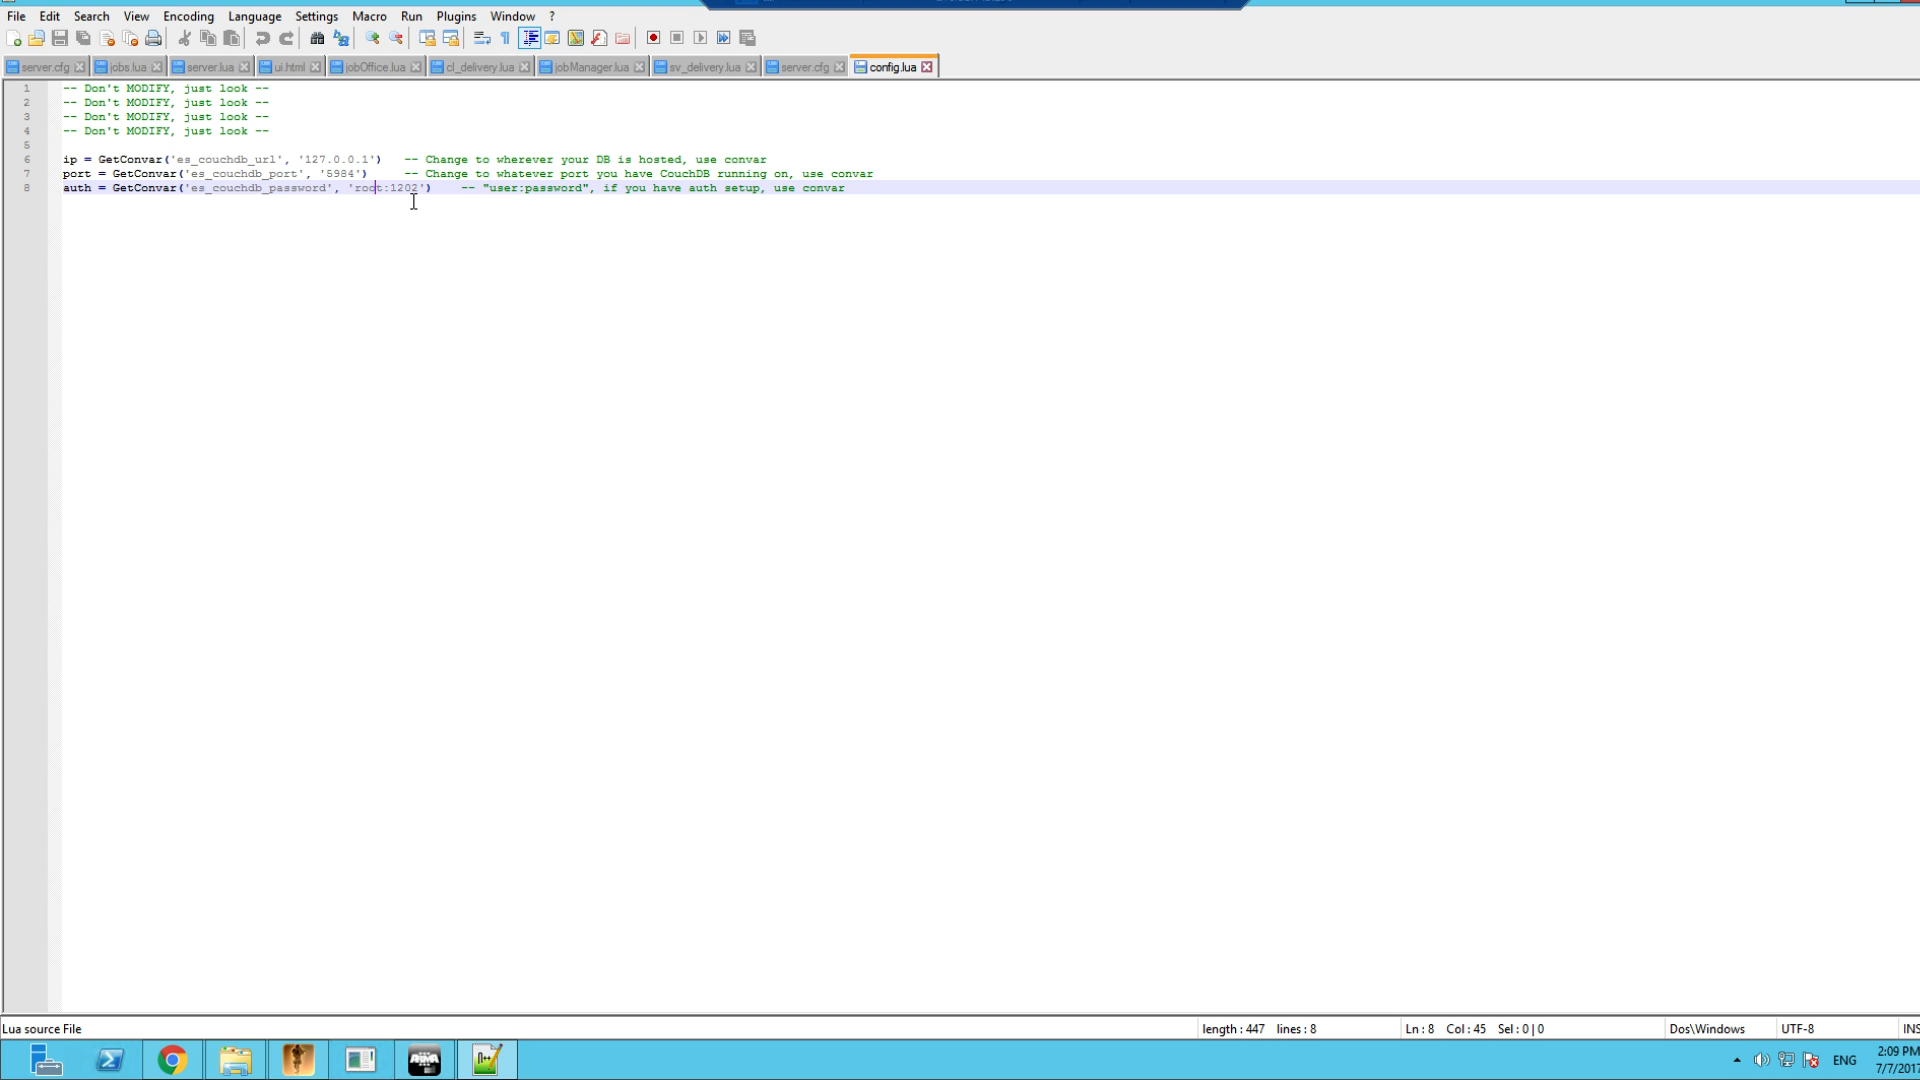 File Edit Search View Encoding Language Settings Macro Run Plugins Window ?
server.cfg jobs.lua server.lua ui.html jobOffice.lua cl_delivery.lua jobManager.lua sv_delivery.lua server.cfg config.lua
1 -- Don't MODIFY, just look --
2 -- Don't MODIFY, just look --
3 -- Don't MODIFY, just look --
4 -- Don't MODIFY, just look --
5
6 ip = GetConvar('es_couchdb_url', '127.0.0.1') -- Change to wherever your DB is hosted, use convar
7 port = GetConvar('es_couchdb_port', '5984') -- Change to whatever port you have CouchDB running on, use convar
8 auth = GetConvar('es_couchdb_password', 'root:1202') -- "user:password", if you have auth setup, use convar
Lua source File length : 447 lines : 8 Ln : 8 Col : 45 Sel : 0 | 0 Dos\Windows UTF-8 INS
ENG 2:09 PM
7/7/2017